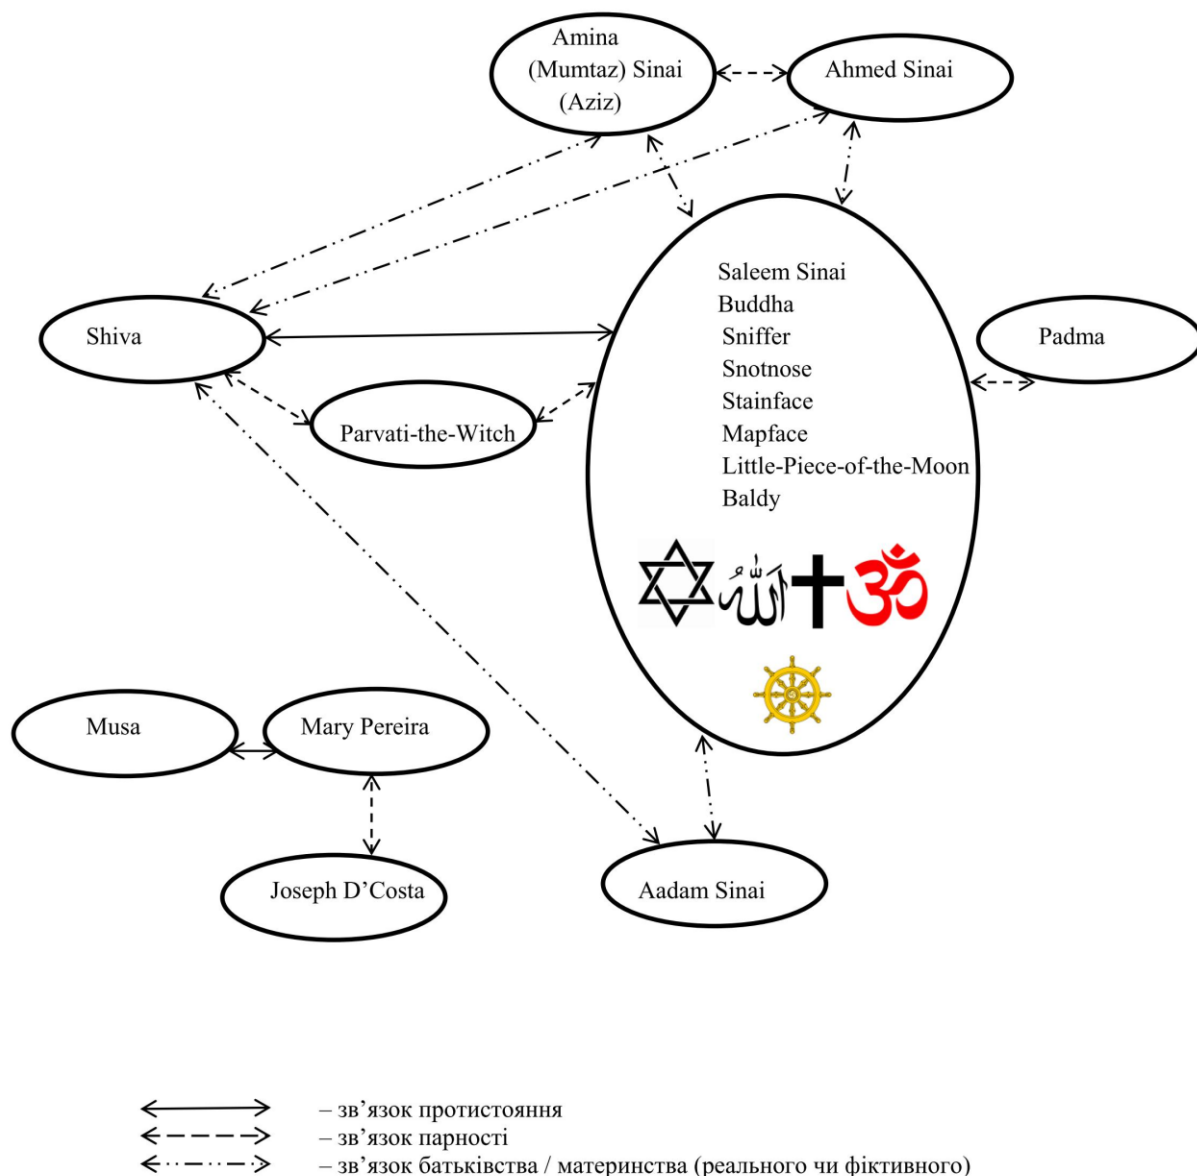 Amina
(Mumtaz) Sinai
(Aziz)
Ahmed Sinai
Saleem Sinai
Buddha
Sniffer
Snotnose
Stainface
Mapface
Little-Piece-of-the-Moon
Baldy
Shiva
Padma
Parvati-the-Witch
الله
ॐ
Musa
Mary Pereira
Joseph D’Costa
Aadam Sinai
– зв’язок протистояння
– зв’язок парності
– зв’язок батьківства / материнства (реального чи фіктивного)